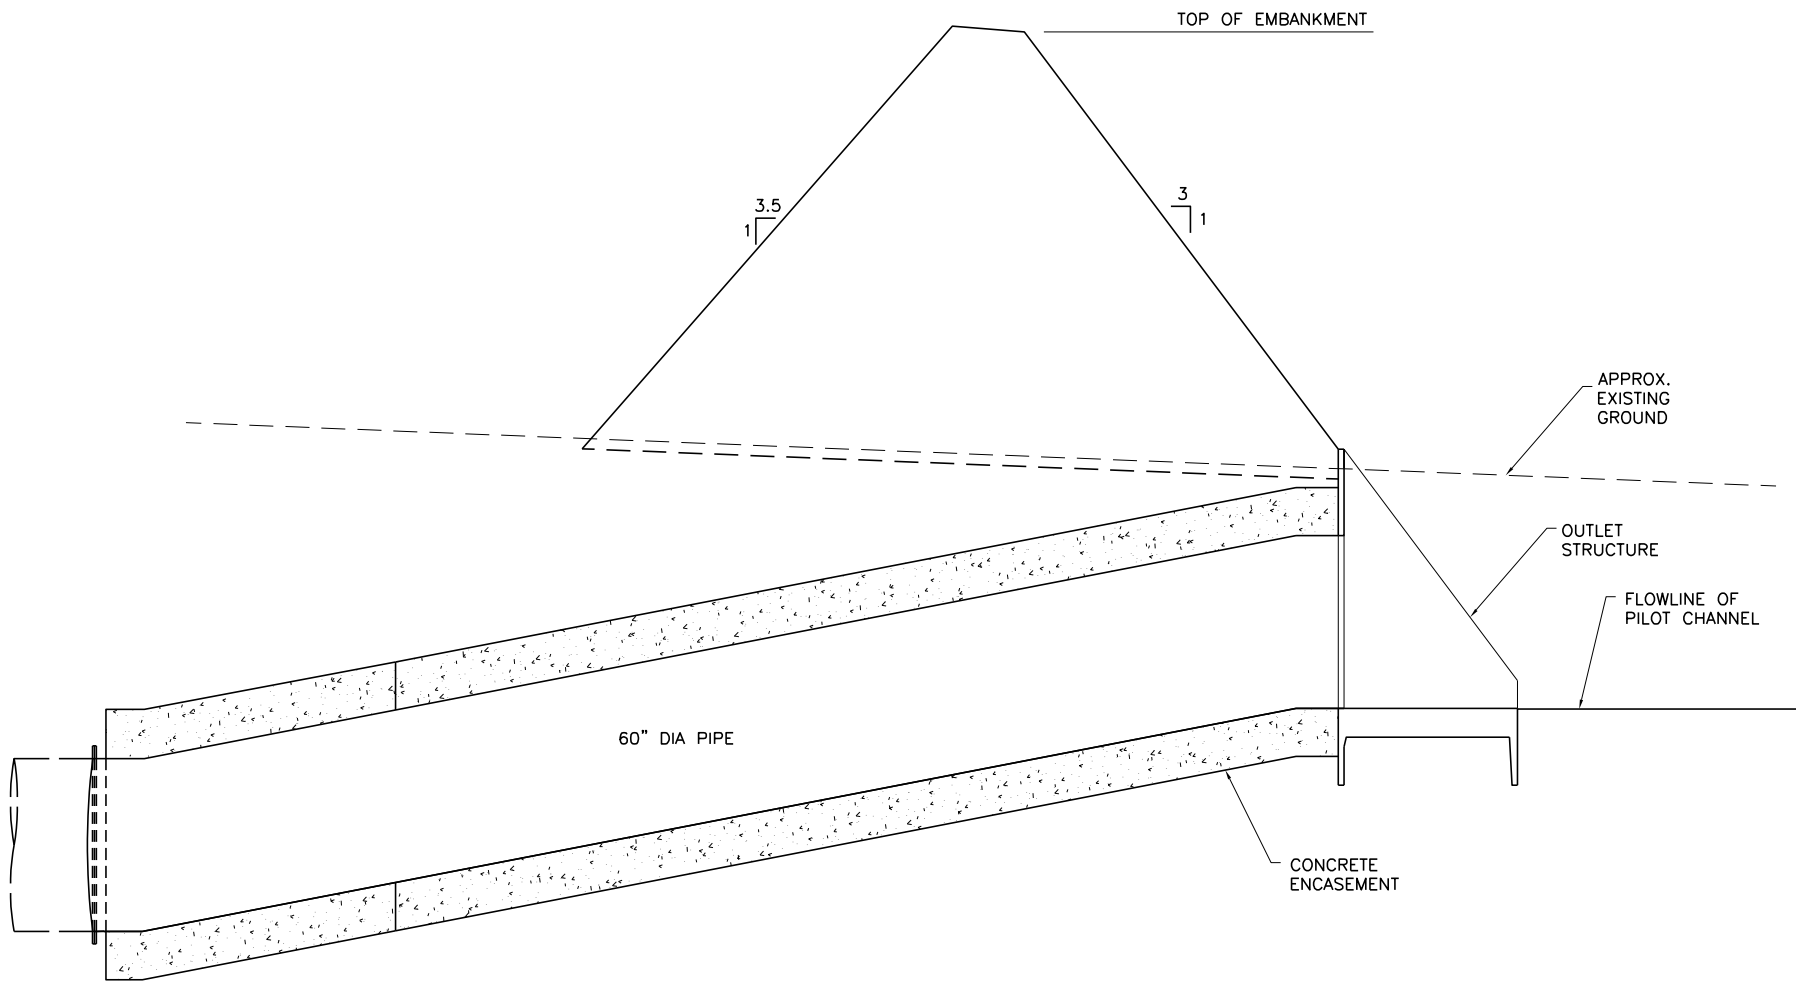 TOP OF EMBANKMENT
3
1
3.5
1
APPROX.
EXISTING
GROUND
OUTLET
STRUCTURE
FLOWLINE OF
PILOT CHANNEL
60" DIA PIPE
CONCRETE
ENCASEMENT